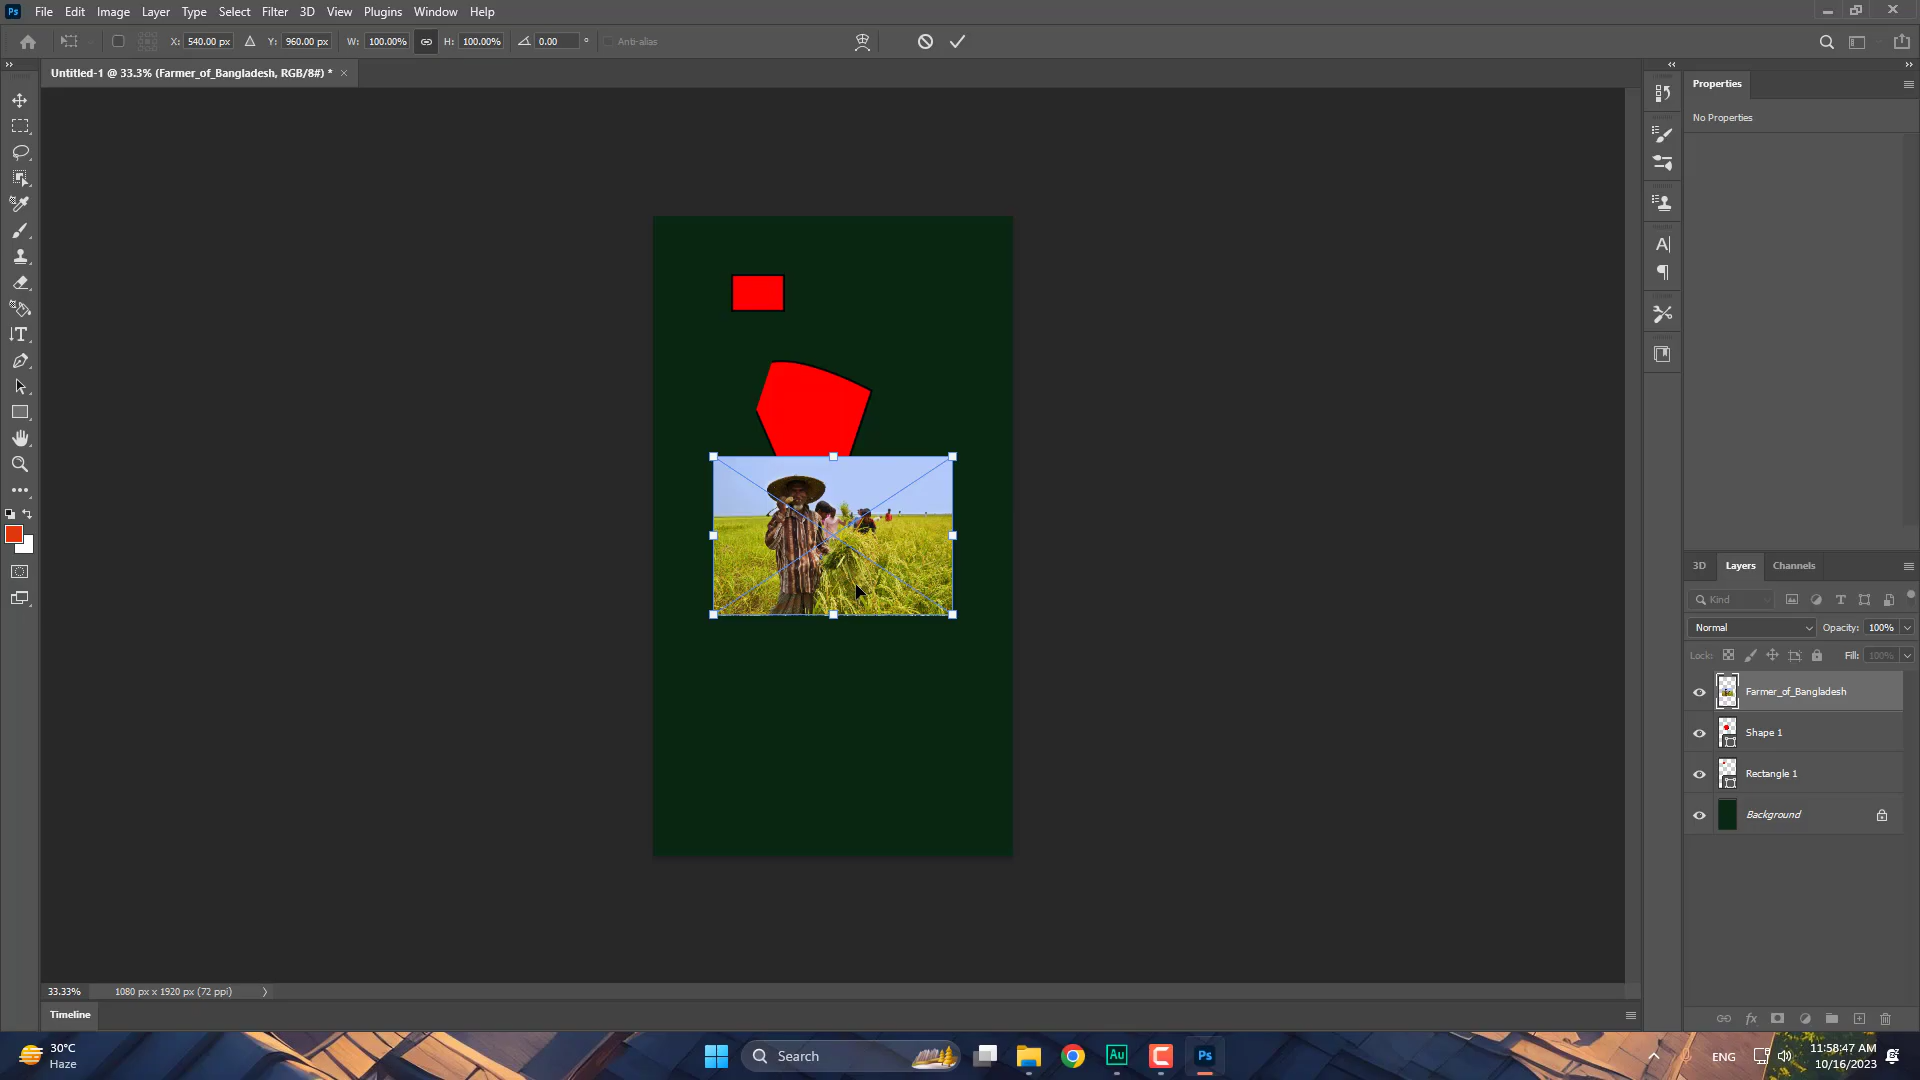 Ps File Edit Image Layer Type Select Filter 3D View Plugins Window Help
X: 540.00 px Y: 960.00 px W: 100.00% H: 100.00% 0.00 ° Anti-alias
Untitled-1 @ 33.3% (Farmer_of_Bangladesh, RGB/8#) * ×
Properties
No Properties
3D Layers Channels
Kind
Normal Opacity: 100%
Lock: Fill: 100%
Farmer_of_Bangladesh
Shape 1
Rectangle 1
Background
33.33% 1080 px x 1920 px (72 ppi)
Timeline
30°C
Haze
Search
Au
Ps
ENG
11:58:47 AM
10/16/2023